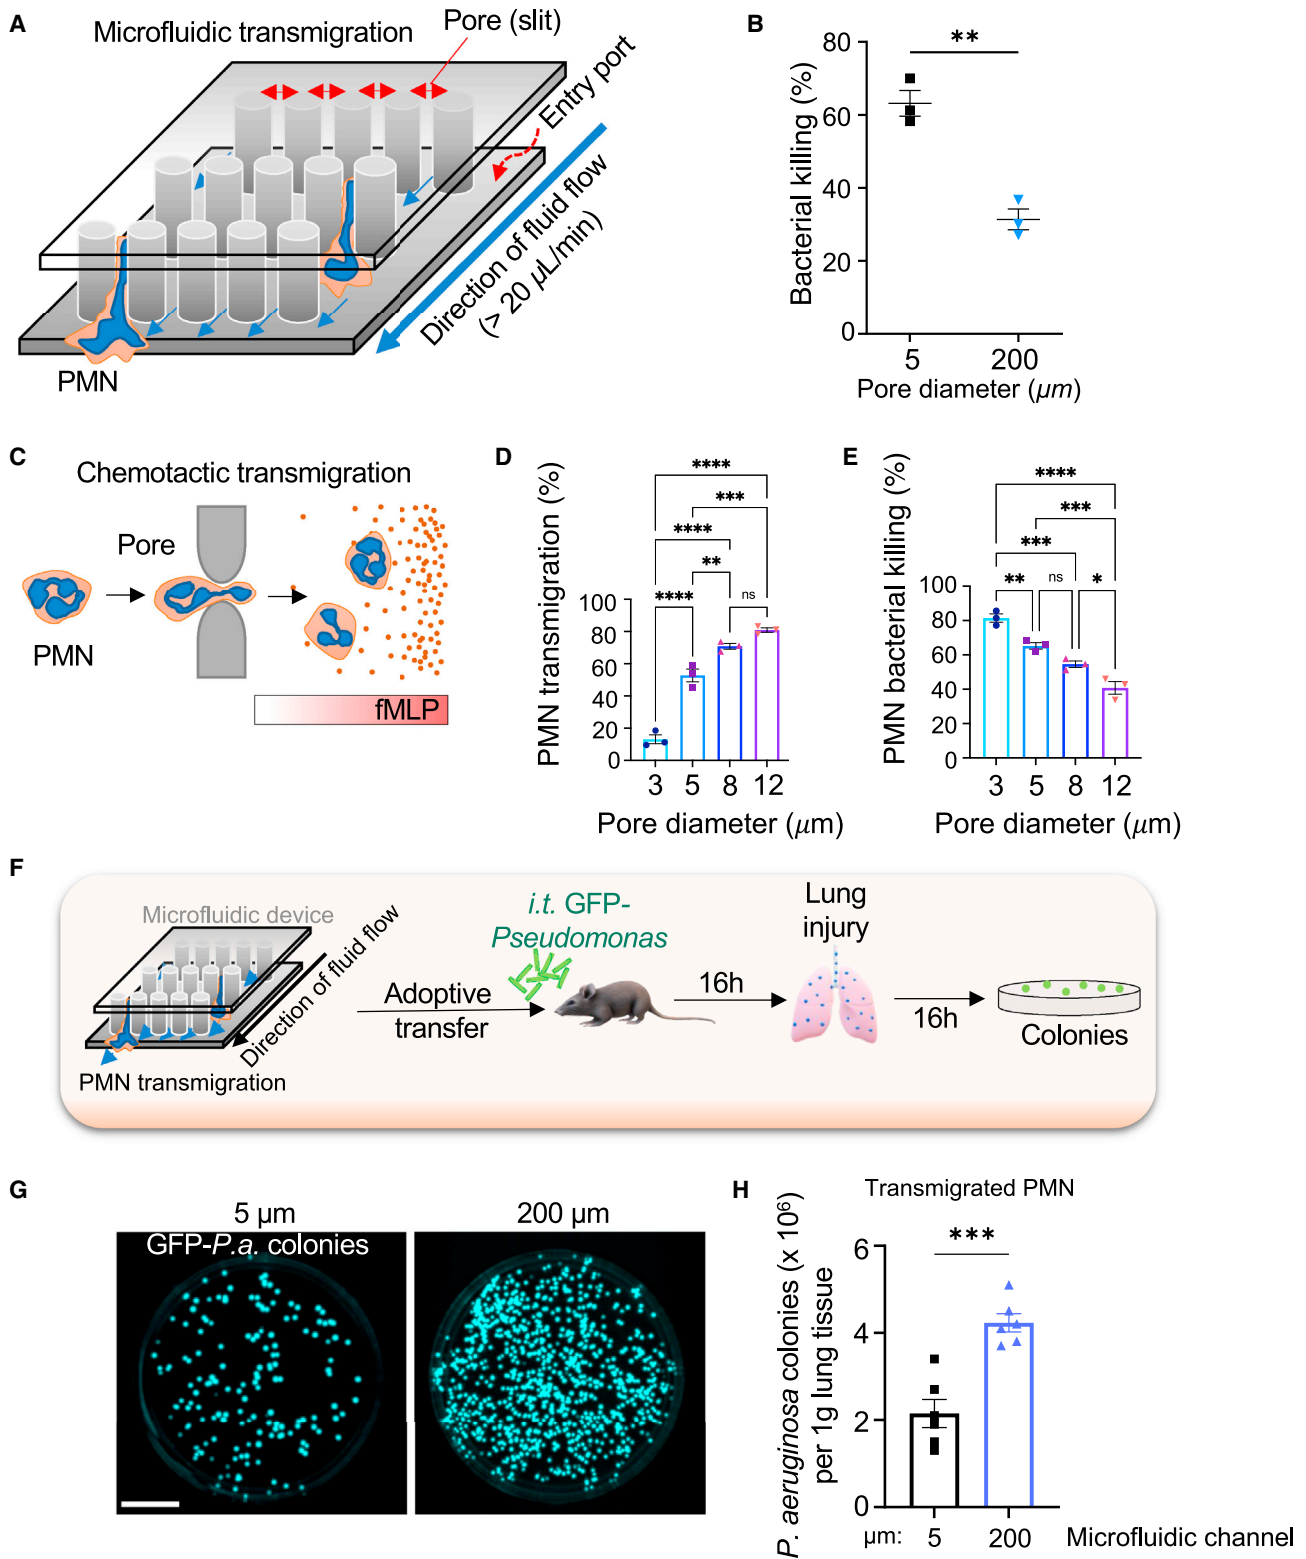 A
Microfluidic transmigration
Pore (slit)
Entry port
Direction of fluid flow
(> 20 µL/min)
PMN
B
Bacterial killing (%)
80
60
40
20
0
**
5
200
Pore diameter (µm)
C
Chemotactic transmigration
Pore
PMN
fMLP
D
PMN transmigration (%)
****
***
****
**
****
ns
100
80
60
40
20
0
3 5 8 12
Pore diameter (µm)
E
PMN bacterial killing (%)
****
***
***
** ns *
100
80
60
40
20
0
3 5 8 12
Pore diameter (µm)
F
Microfluidic device
Direction of fluid flow
PMN transmigration
Adoptive
transfer
i.t. GFP-
Pseudomonas
16h
Lung
injury
16h
Colonies
G
5 µm
200 µm
GFP-P.a. colonies
H
Transmigrated PMN
P. aeruginosa colonies (x 10⁶)
per 1g lung tissue
***
6
4
2
0
µm: 5 200 Microfluidic channel